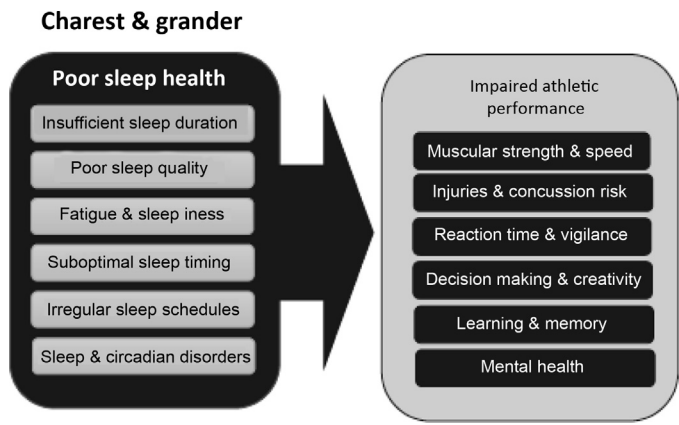 Charest & grander
Poor sleep health
Insufficient sleep duration
Poor sleep quality
Fatigue & sleep iness
Suboptimal sleep timing
Irregular sleep schedules
Sleep & circadian disorders
Impaired athletic
performance
Muscular strength & speed
Injuries & concussion risk
Reaction time & vigilance
Decision making & creativity
Learning & memory
Mental health